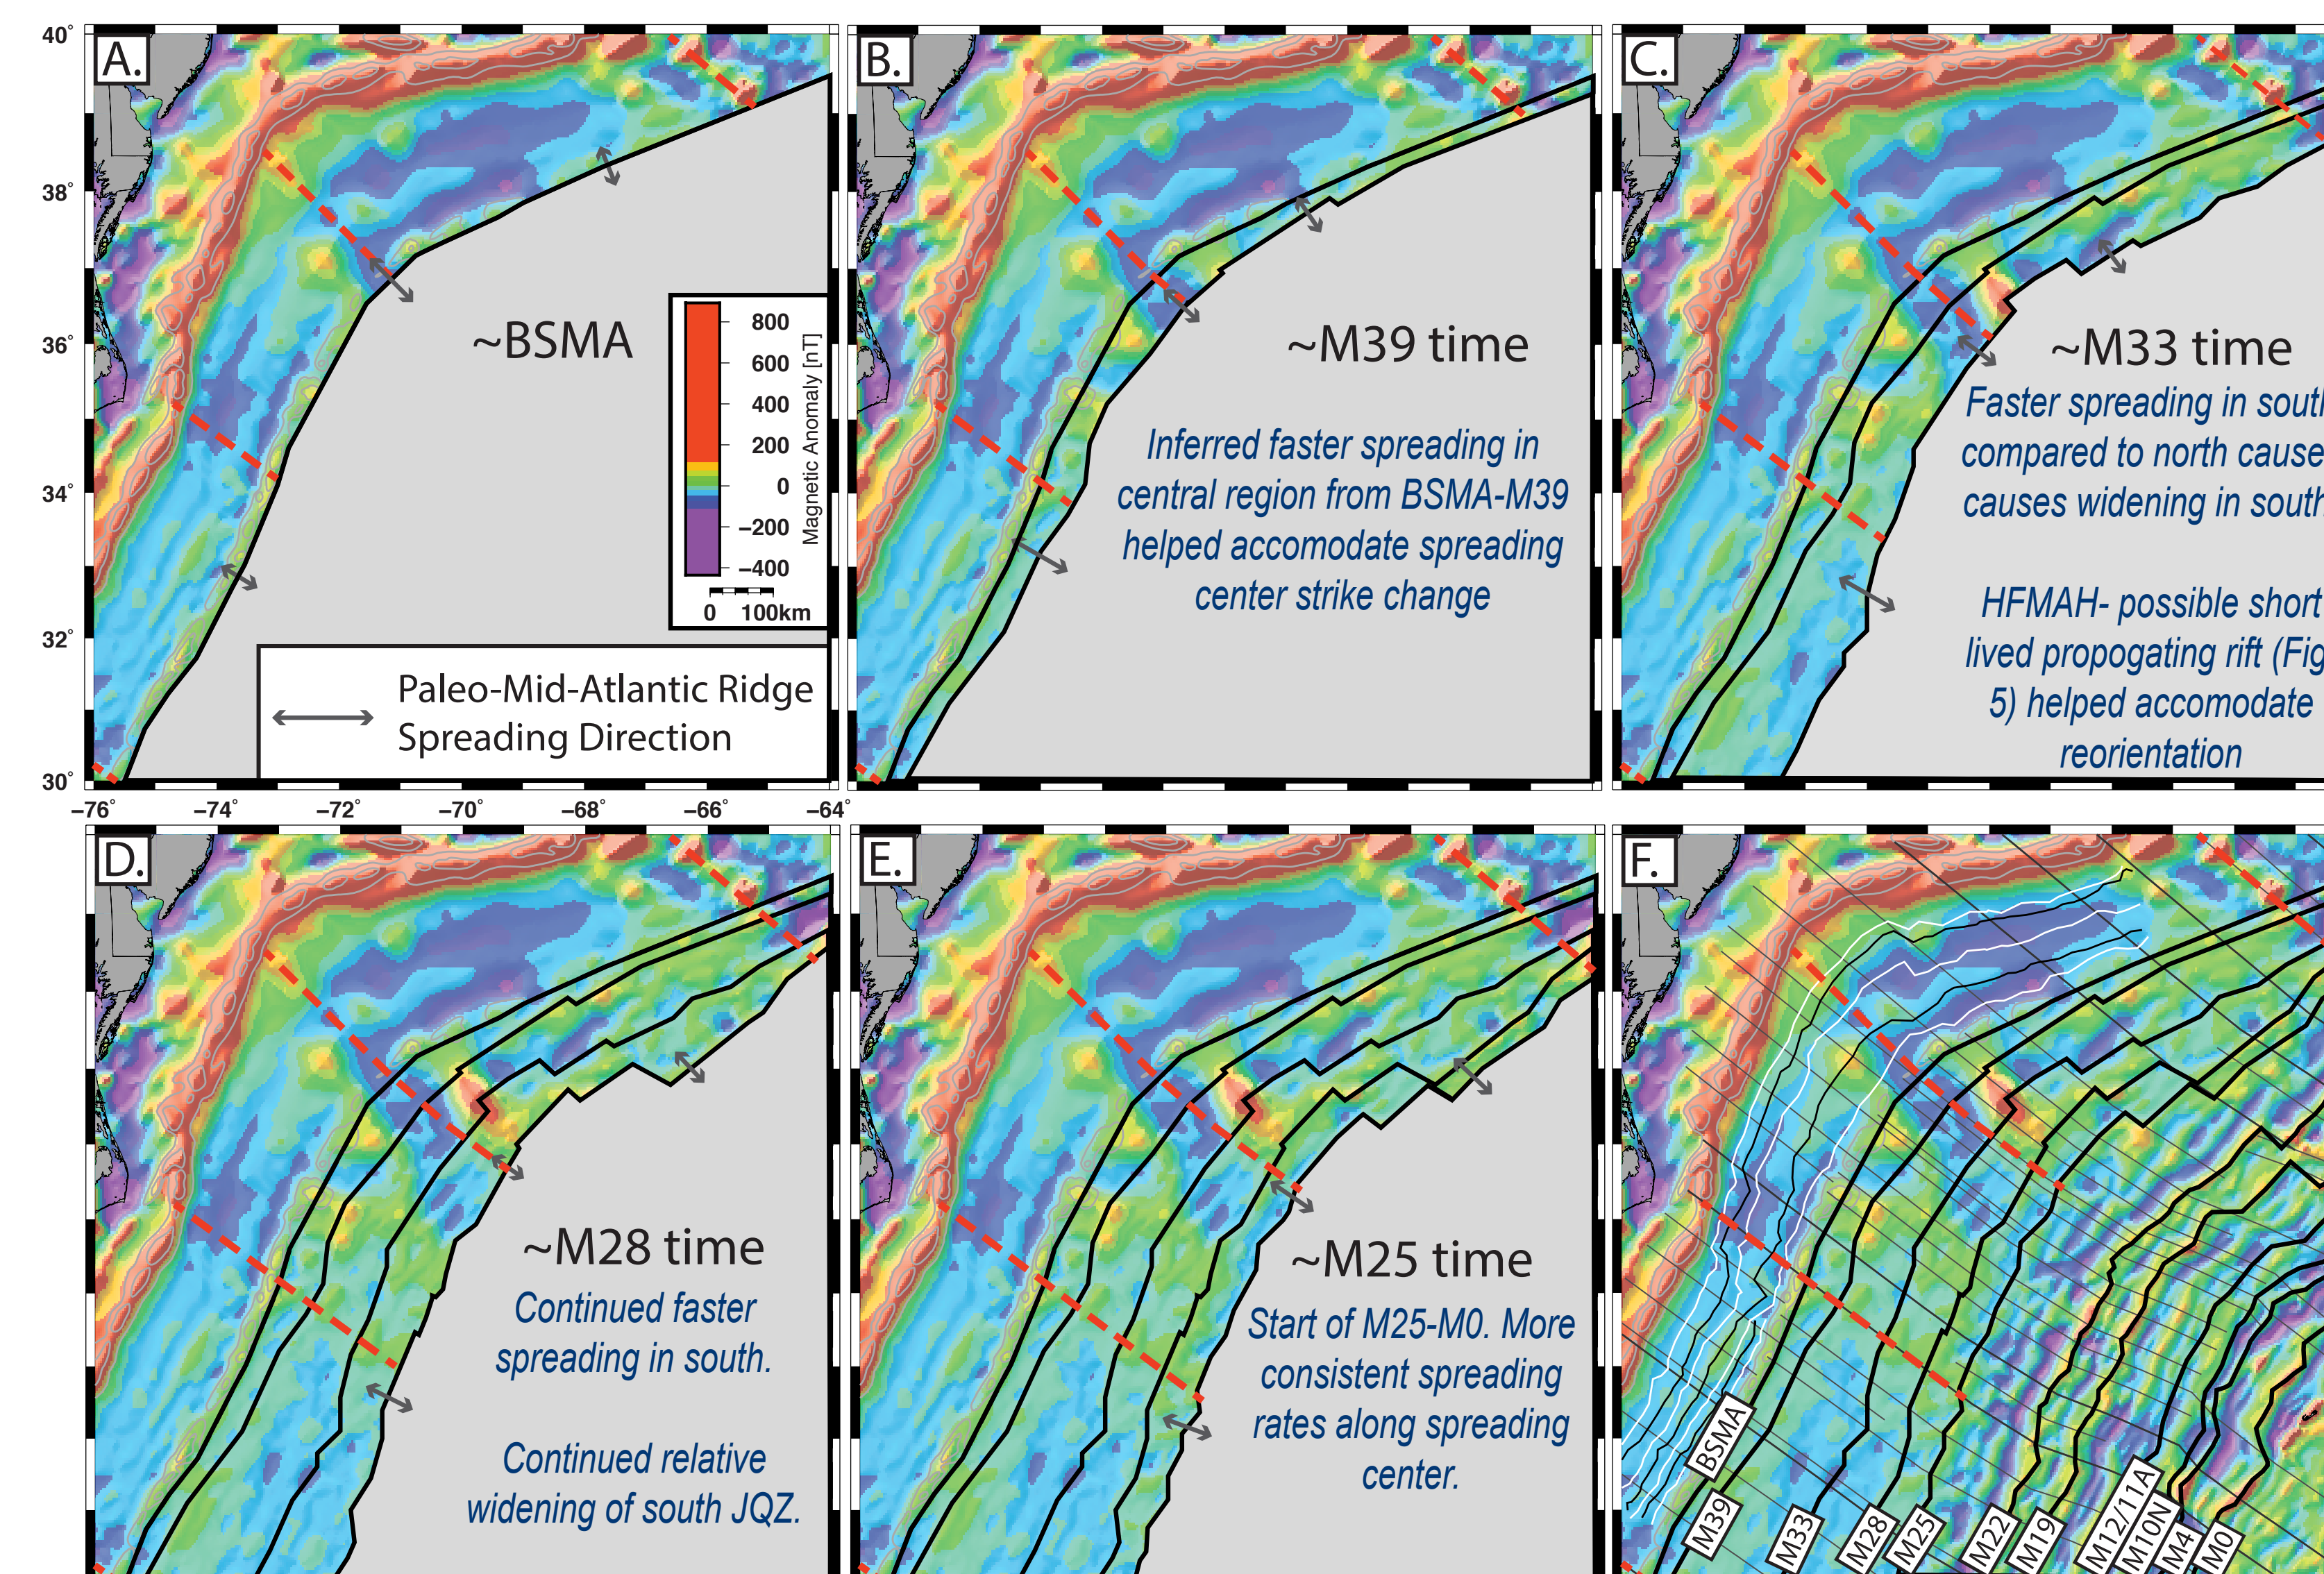 A.
B.
C.
40°
38°
36°
34°
32°
30°
~BSMA
800
600
400
200
0
−200
−400
Magnetic Anomaly [nT]
0 100km
Paleo-Mid-Atlantic Ridge
Spreading Direction
−76° −74° −72° −70° −68° −66° −64°
~M39 time
Inferred faster spreading in
central region from BSMA-M39
helped accomodate spreading
center strike change
~M33 time
Faster spreading in south
compared to north cause
causes widening in south
HFMAH- possible short
lived propogating rift (Fig
5) helped accomodate
reorientation
D.
E.
F.
~M28 time
Continued faster
spreading in south.
Continued relative
widening of south JQZ.
~M25 time
Start of M25-M0. More
consistent spreading
rates along spreading
center.
BSMA
M39
M33
M28
M25
M22
M19
M12/11A
M10N
M4
M0